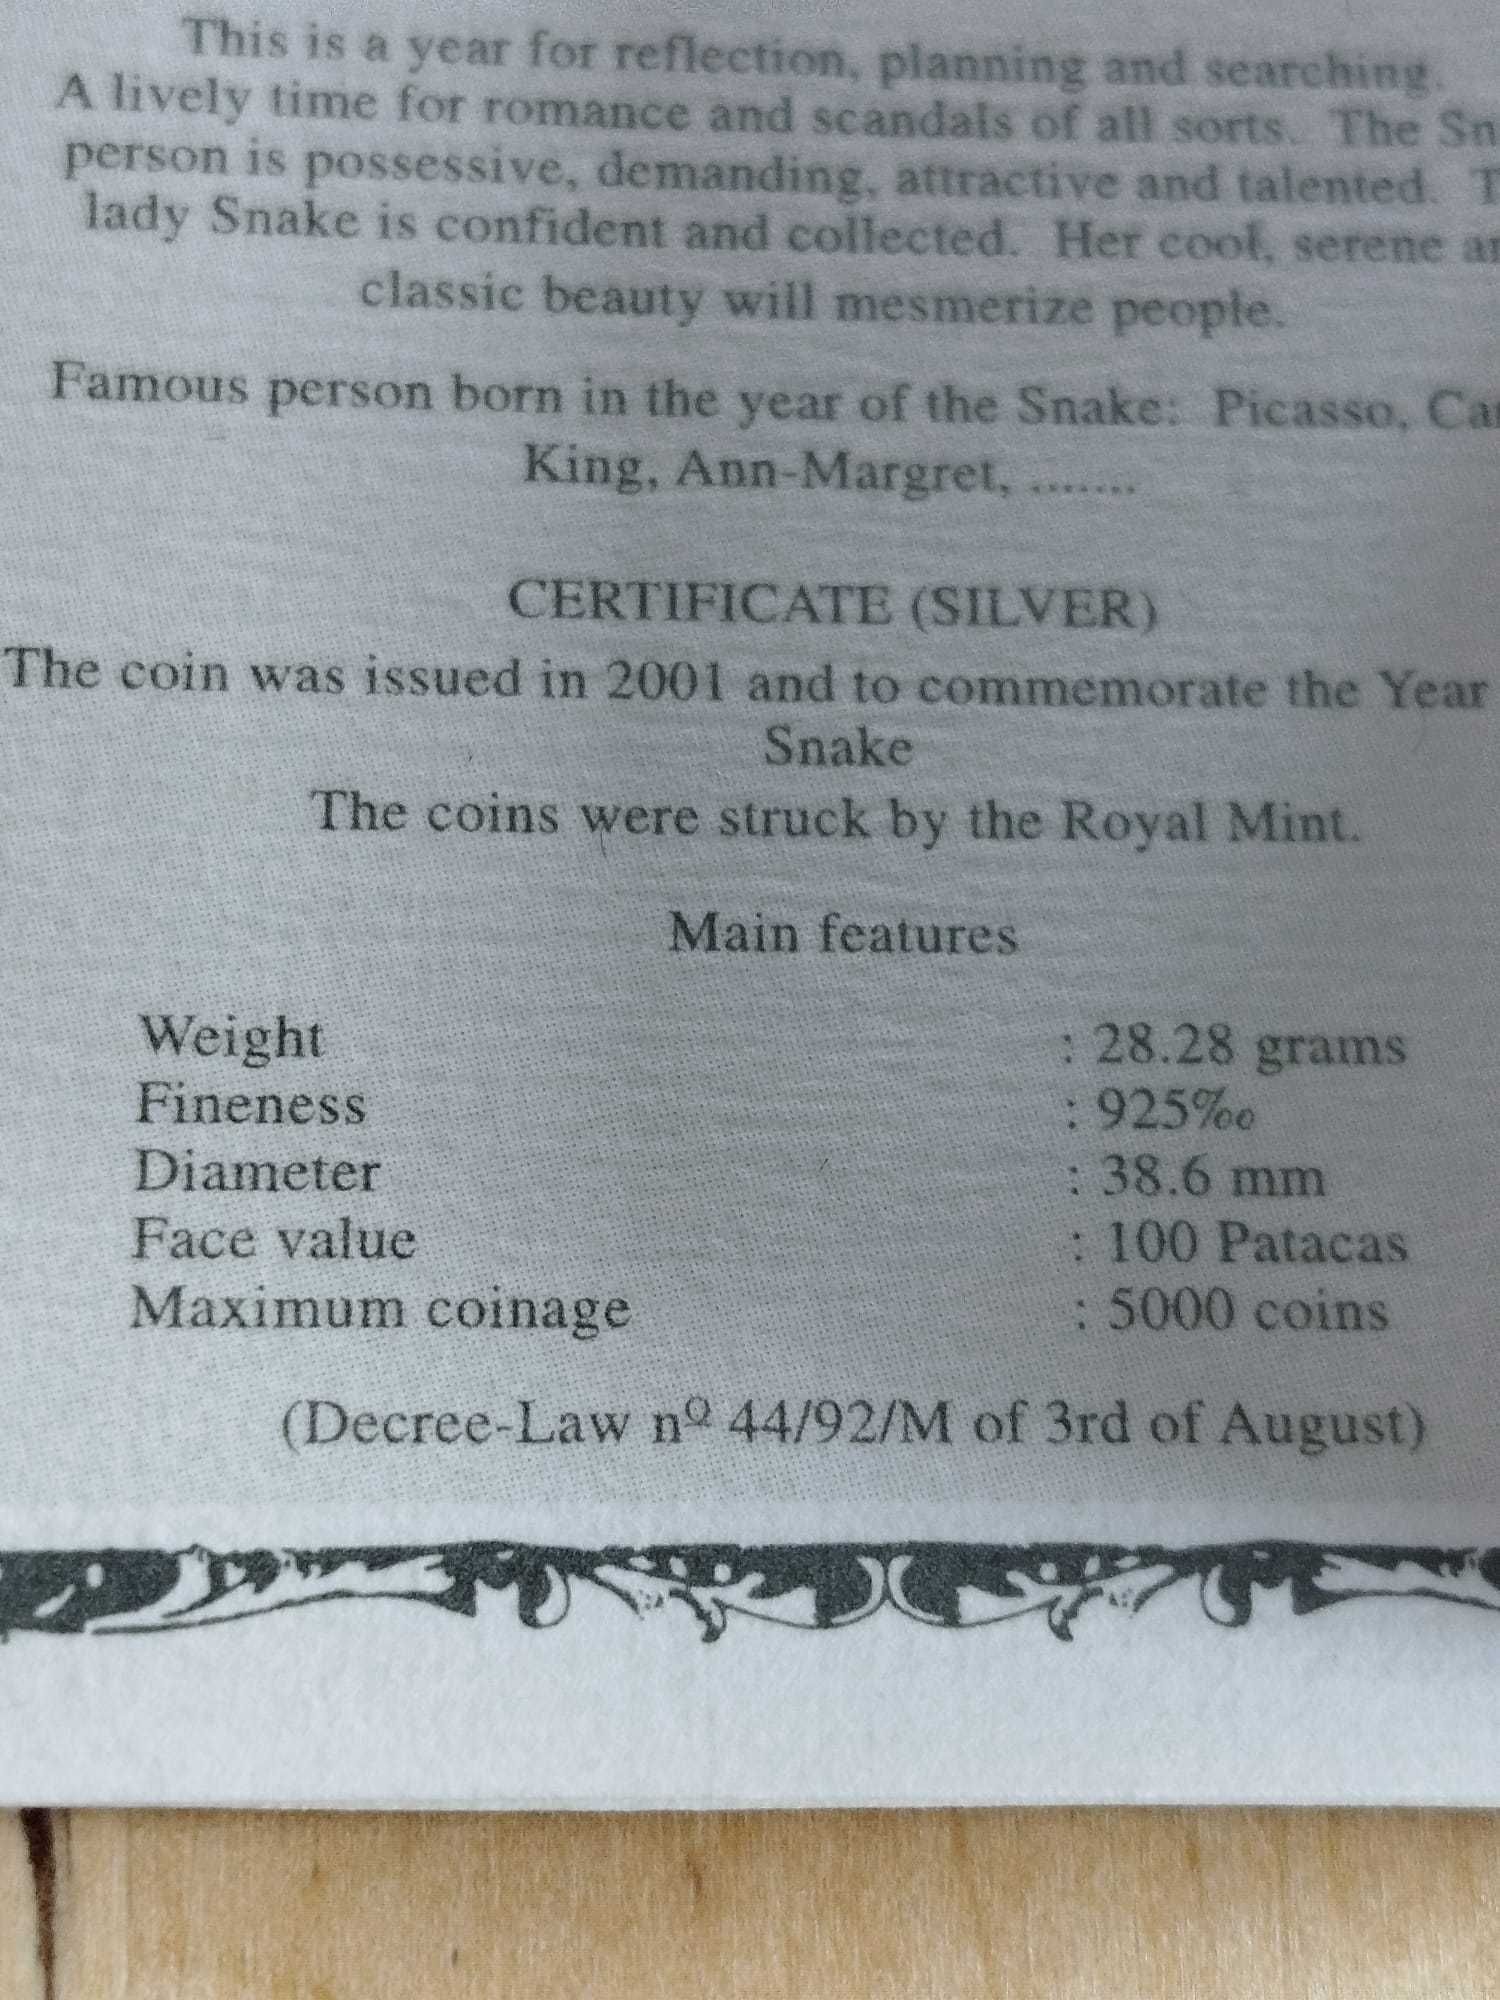 This is a year for reflection, planning and searching.
A lively time for romance and scandals of all sorts. The
person is possessive, demanding, attractive and talented.
lady Snake is confident and collected. Her cool, serene
classic beauty will mesmerize people.
Famous person born in the year of the Snake: Picasso,
King, Ann-Margret, .......
CERTIFICATE (SILVER)
The coin was issued in 2001 and to commemorate the Year
Snake
The coins were struck by the Royal Mint.
Main features
Weight : 28.28 grams
Fineness : 925‰
Diameter : 38.6 mm
Face value : 100 Patacas
Maximum coinage : 5000 coins
(Decree-Law nº 44/92/M of 3rd of August)